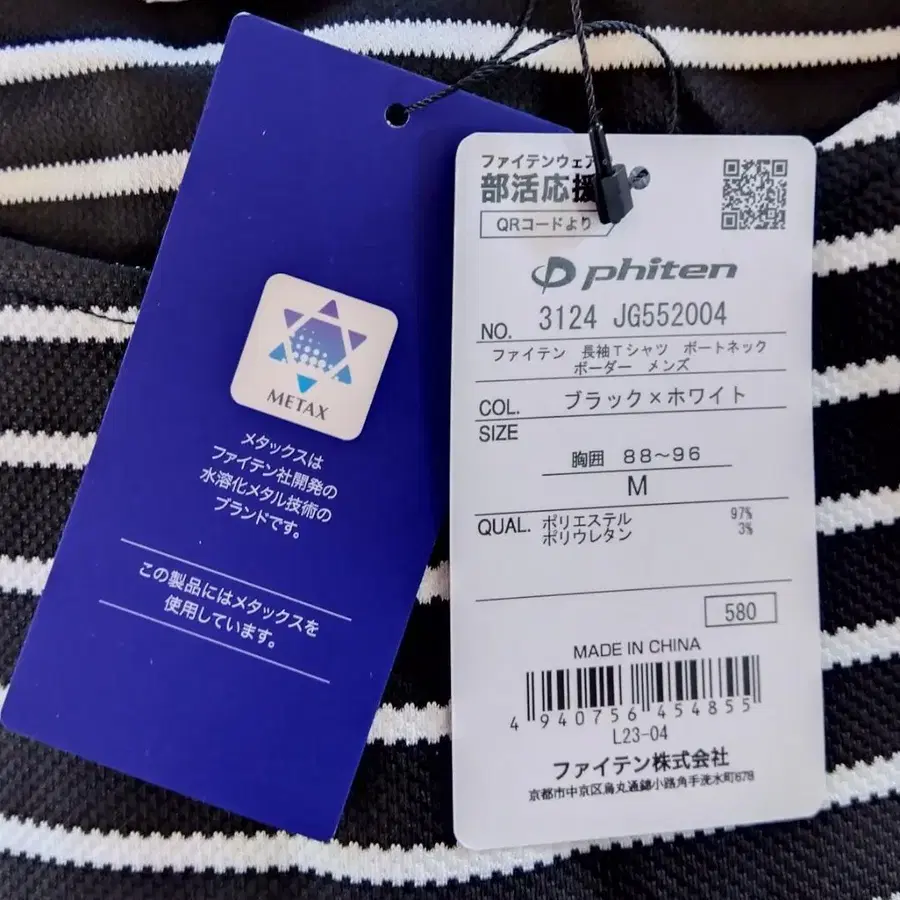 METAX
メタックスは
ファイテン社開発の
水溶化メタル技術の
ブランドです。
この製品にはメタックスを
使用しています。
ファイテンウェア
部活応援
QRコードより
phiten
NO. 3124 JG552004
ファイテン 長袖Tシャツ ボートネック
ボーダー メンズ
COL. ブラック×ホワイト
SIZE
胸囲 88〜96
M
QUAL. ポリエステル 97%
ポリウレタン 3%
580
MADE IN CHINA
4 940756 454855
L23-04
ファイテン株式会社
京都市中京区烏丸通錦小路角手洗水町678